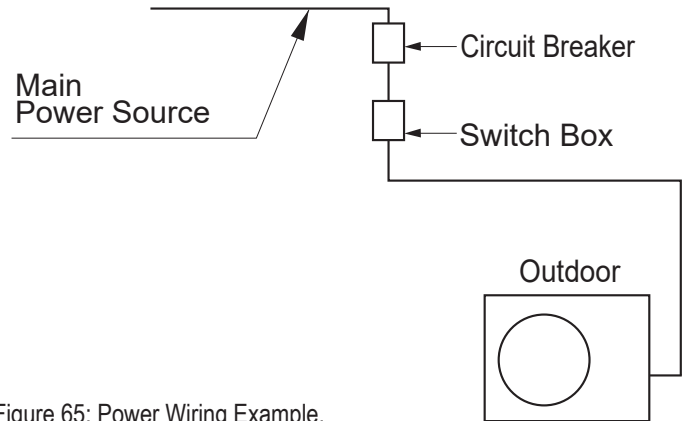 Circuit Breaker
Main
Power Source
Switch Box
Outdoor
Figure 65: Power Wiring Example.